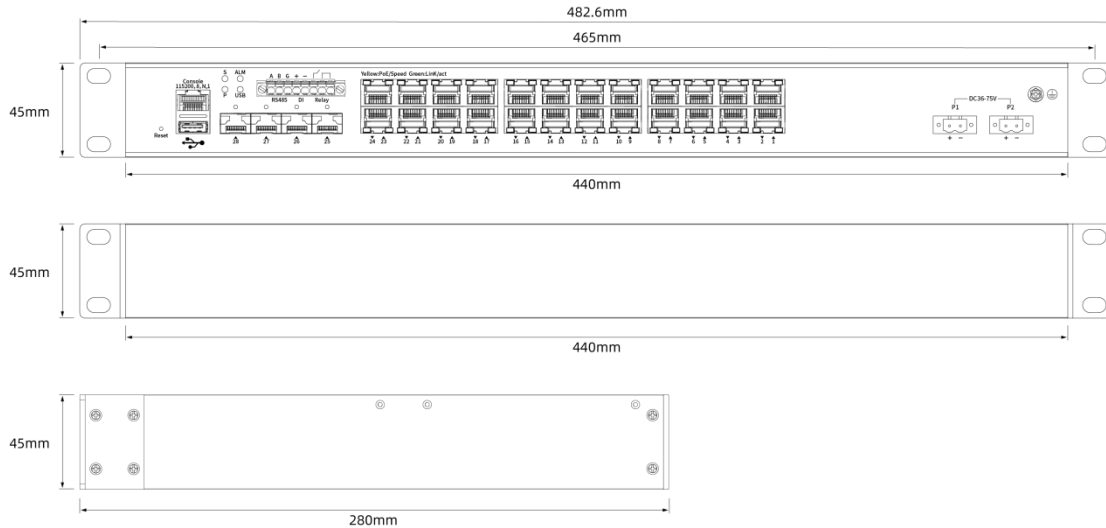 482.6mm
465mm
45mm
Console
115200,8,N,1
S ALM
P USB
A B G + −
RS485 DI Relay
Yellow:PoE/Speed Green:LinK/act
DC36-75V
P1 P2
+ − + −
Reset
28 27 26 25
24 23 22 21 20 19 18 17 16 15 14 13 12 11 10 9 8 7 6 5 4 3 2 1
440mm
45mm
440mm
45mm
280mm